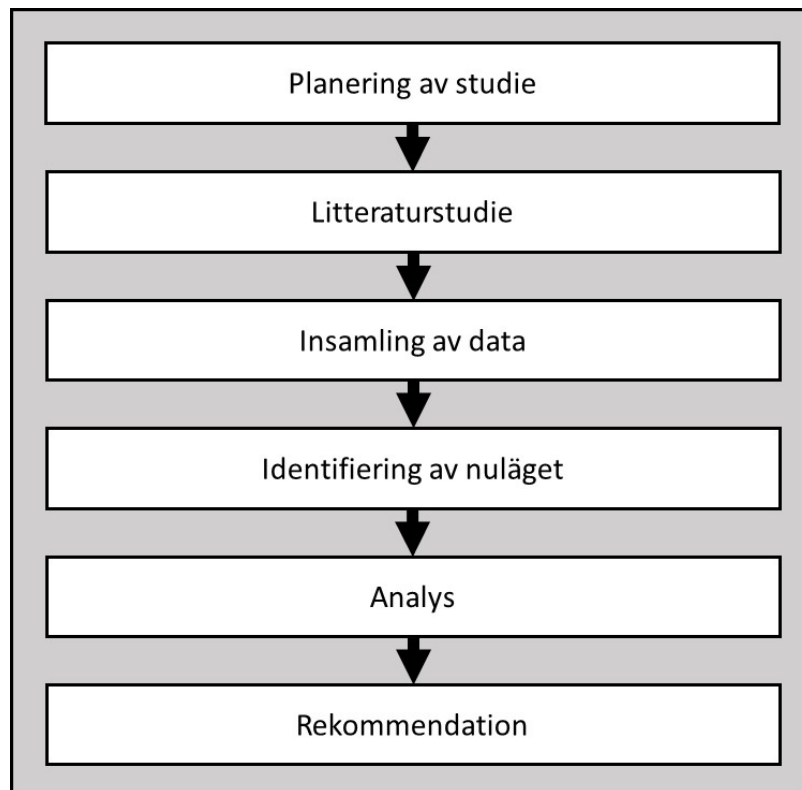 Planering av studie
Litteraturstudie
Insamling av data
Identifiering av nuläget
Analys
Rekommendation